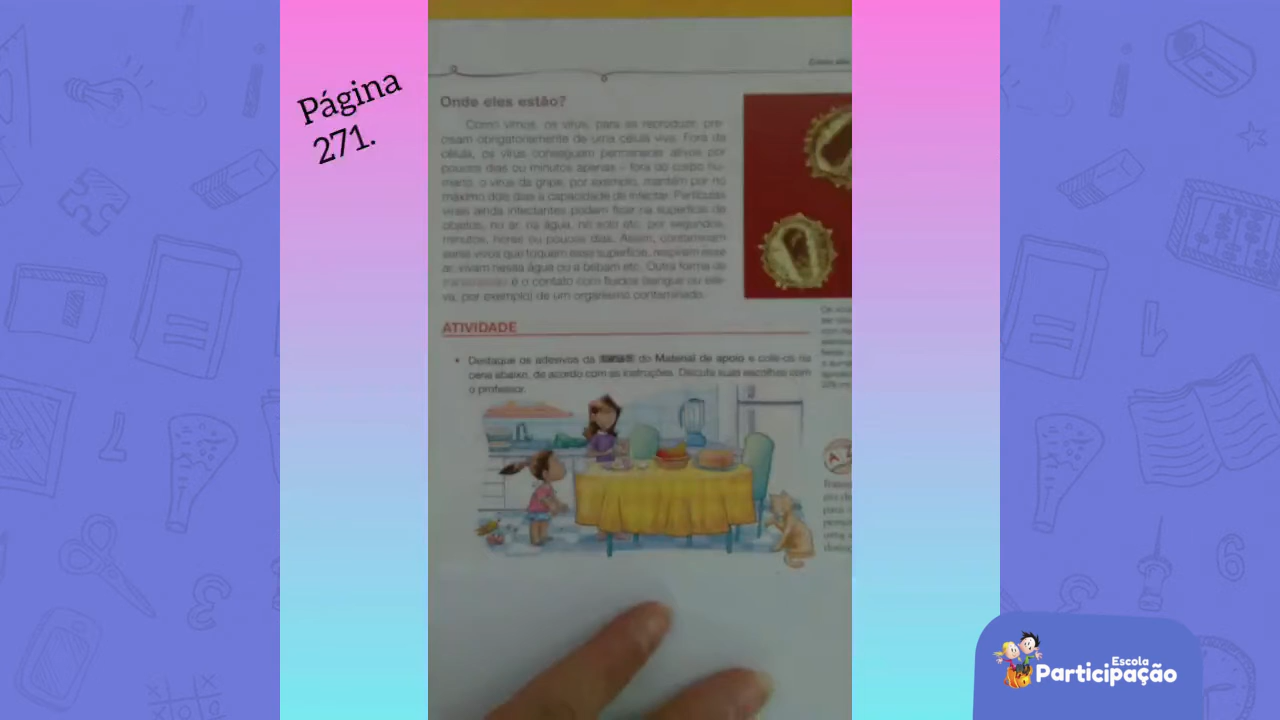 Página
271.
Onde eles estão?
Como vimos, os vírus, para se reproduzir, pre-
cisam obrigatoriamente de uma célula viva. Fora da
célula, os vírus conseguem permanecer ativos por
poucos dias ou minutos apenas – fora do corpo hu-
mano, o vírus da gripe, por exemplo, mantém por no
máximo dois dias a capacidade de infectar. Partículas
virais ainda infectantes podem ficar na superfície de
objetos, no ar, na água, no solo etc. por segundos,
minutos, horas ou poucos dias. Assim, contaminam
seres vivos que toquem essa superfície, respirem esse
ar, vivam nessa água ou a bebam etc. Outra forma de
transmissão é o contato com fluidos (sangue ou sali-
va, por exemplo) de um organismo contaminado.
ATIVIDADE
• Destaque os adesivos da do Material de apoio e cole-os na
cena abaixo, de acordo com as instruções. Discuta suas escolhas com
o professor.
Escola
Participação